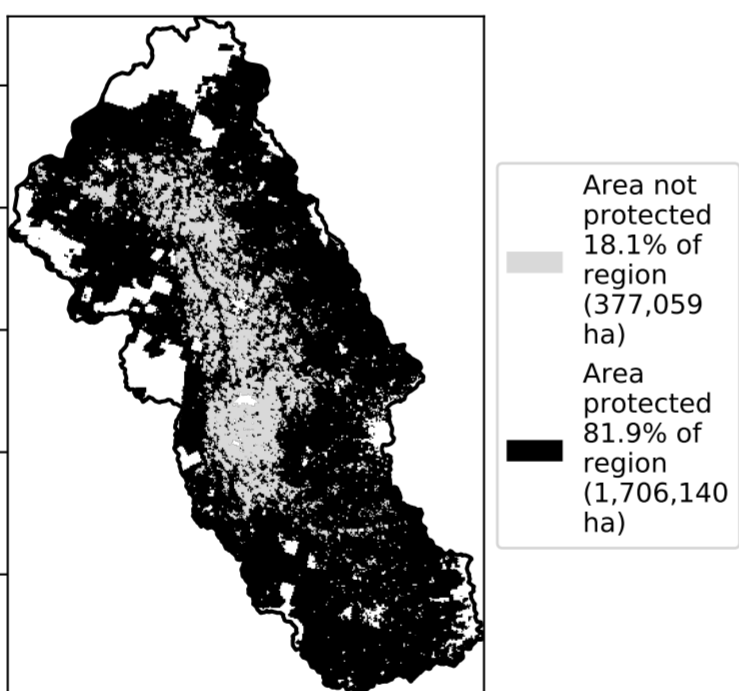 Area not
protected
18.1% of
region
(377,059
ha)
Area
protected
81.9% of
region
(1,706,140
ha)